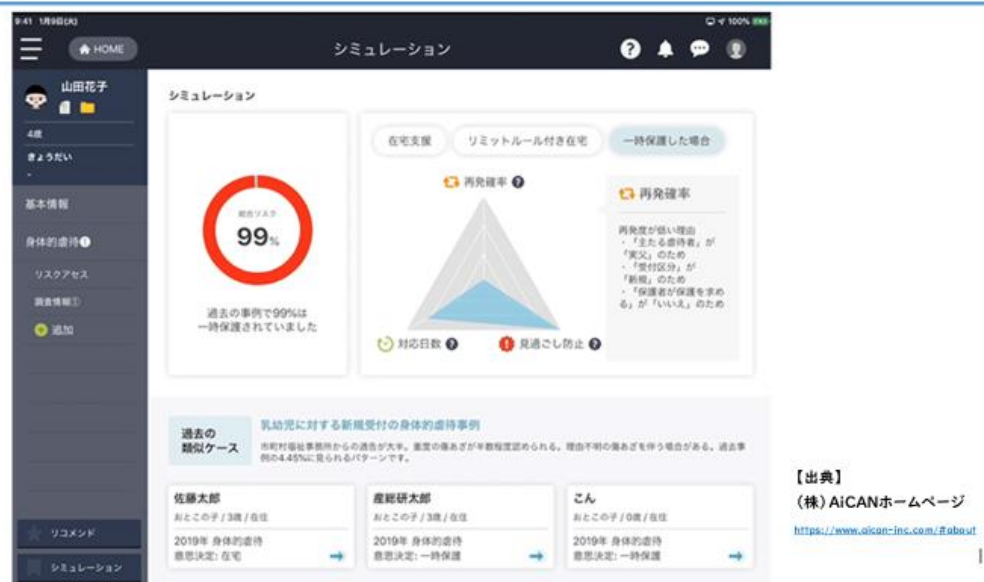 9:41 1月9日(火)
100%
HOME
シミュレーション
山田花子
4歳
きょうだい
-
基本情報
身体的虐待
リスクアセス
調査情報①
追加
リコメンド
シミュレーション
シミュレーション
総合リスク
99%
過去の事例で99%は
一時保護されていました
在宅支援
リミットルール付き在宅
一時保護した場合
再発確率
対応日数
見過ごし防止
再発確率
再発度が低い理由
・「主たる虐待者」が
「実父」のため
・「受付区分」が
「新規」のため
・「保護者が保護を求め
る」が「いいえ」のため
過去の
類似ケース
乳幼児に対する新規受付の身体的虐待事例
市町村福祉事務所からの通告が大半。重度の傷あざが半数程度認められる。理由不明の傷あざを伴う場合がある。過去事
例の4.45%に見られるパターンです。
佐藤太郎
おとこの子 / 3歳 / 在住
2019年 身体的虐待
意思決定: 在宅
産総研太郎
おとこの子 / 3歳 / 在住
2019年 身体的虐待
意思決定: 一時保護
こん
おとこの子 / 0歳 / 在住
2019年 身体的虐待
意思決定: 一時保護
【出典】
(株)AiCANホームページ
https://www.aican-inc.com/#about